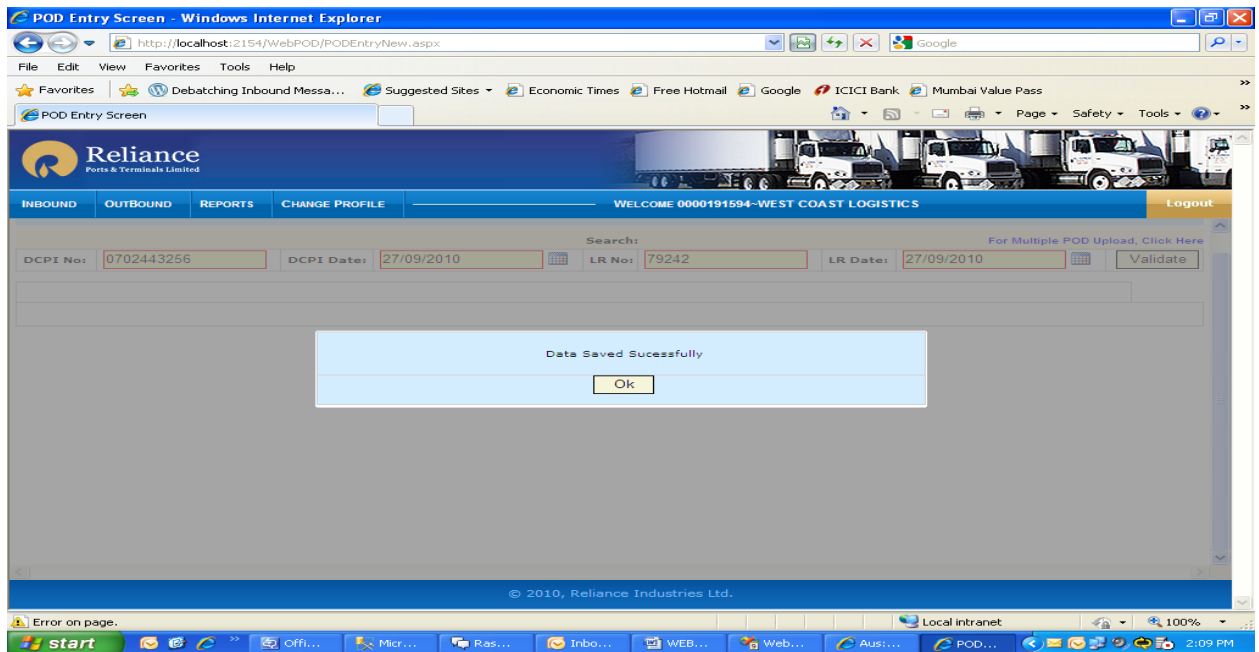 POD Entry Screen - Windows Internet Explorer
http://localhost:2154/WebPOD/PODEntryNew.aspx
Google
File Edit View Favorites Tools Help
Favorites Debatching Inbound Messa... Suggested Sites Economic Times Free Hotmail Google ICICI Bank Mumbai Value Pass
POD Entry Screen Page Safety Tools
Reliance
Ports & Terminals Limited
INBOUND OUTBOUND REPORTS CHANGE PROFILE WELCOME 0000191594~WEST COAST LOGISTICS Logout
Search: For Multiple POD Upload, Click Here
DCPI No: 0702443256 DCPI Date: 27/09/2010 LR No: 79242 LR Date: 27/09/2010 Validate
Data Saved Sucessfully
Ok
© 2010, Reliance Industries Ltd.
Error on page. Local intranet 100%
start Offi... Micr... Ras... Inbo... WEB... Web... Aus:... POD... 2:09 PM